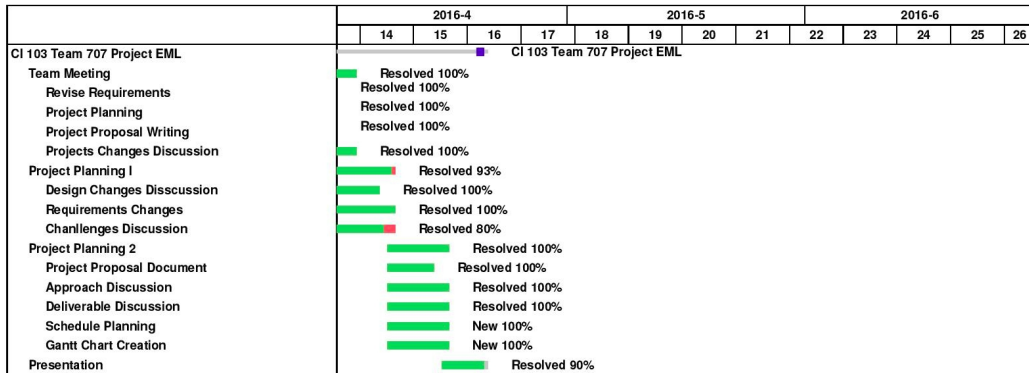 2016-4 2016-5 2016-6
14 15 16 17 18 19 20 21 22 23 24 25 26
CI 103 Team 707 Project EML CI 103 Team 707 Project EML
Team Meeting Resolved 100%
Revise Requirements Resolved 100%
Project Planning Resolved 100%
Project Proposal Writing Resolved 100%
Projects Changes Discussion Resolved 100%
Project Planning I Resolved 93%
Design Changes Disscussion Resolved 100%
Requirements Changes Resolved 100%
Chanllenges Discussion Resolved 80%
Project Planning 2 Resolved 100%
Project Proposal Document Resolved 100%
Approach Discussion Resolved 100%
Deliverable Discussion Resolved 100%
Schedule Planning New 100%
Gantt Chart Creation New 100%
Presentation Resolved 90%